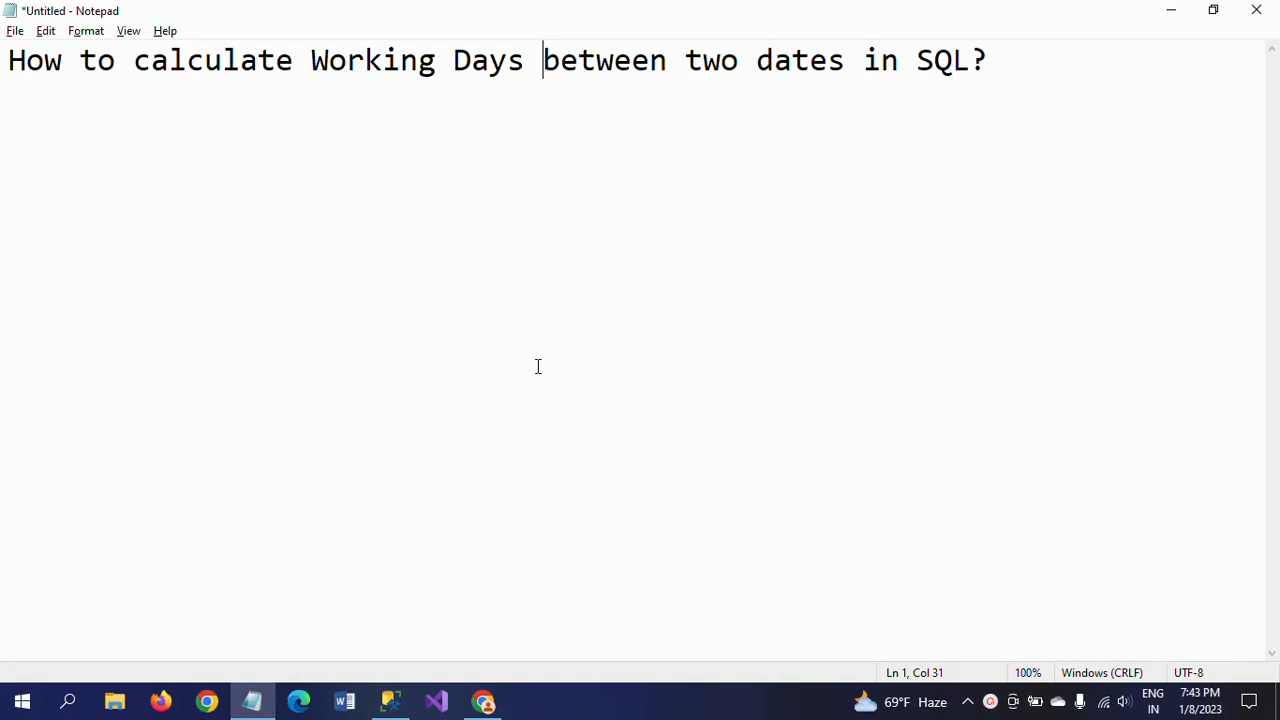 *Untitled - Notepad
File Edit Format View Help
How to calculate Working Days between two dates in SQL?
Ln 1, Col 31 100% Windows (CRLF) UTF-8
69°F Haze ENG 7:43 PM
IN 1/8/2023